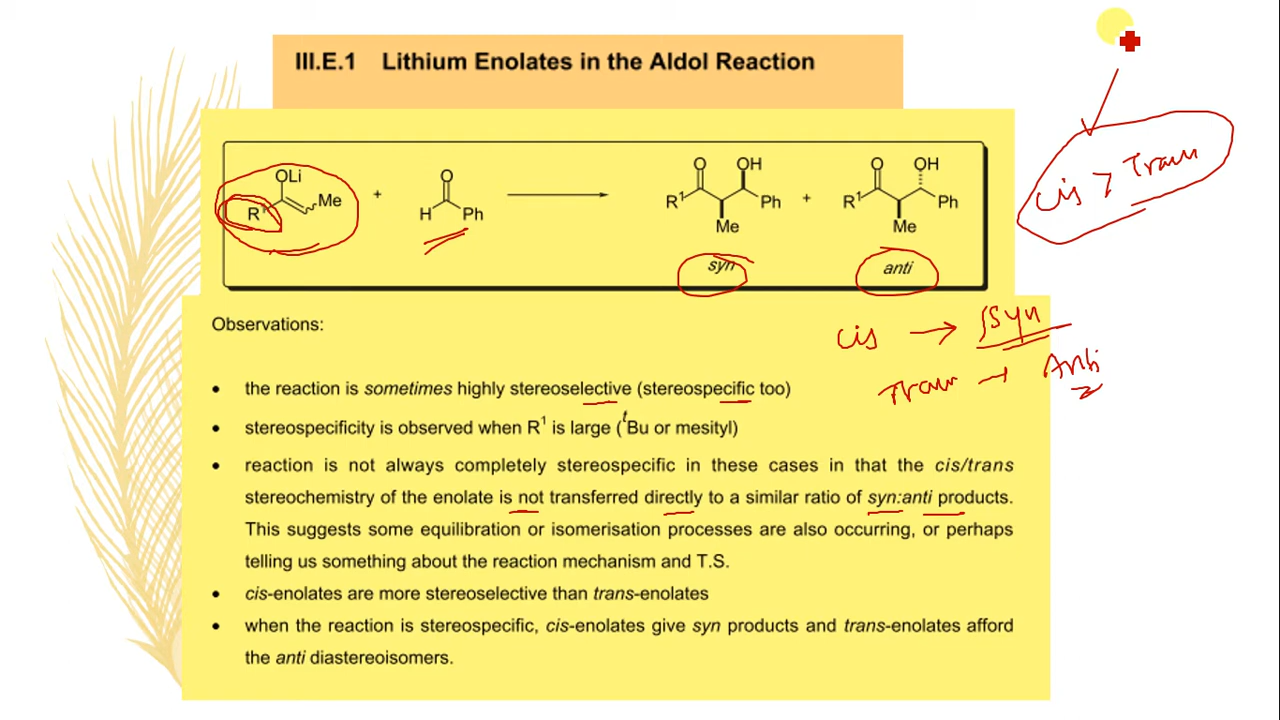 III.E.1 Lithium Enolates in the Aldol Reaction
OLi
R¹
Me
+
O
H
Ph
O OH
R¹
Ph
Me
syn
+
O OH
R¹
Ph
Me
anti
Cis > Tran
Cis → Syn
Tran → Anti
Observations:
• the reaction is sometimes highly stereoselective (stereospecific too)
• stereospecificity is observed when R¹ is large (ᵗBu or mesityl)
• reaction is not always completely stereospecific in these cases in that the cis/trans
stereochemistry of the enolate is not transferred directly to a similar ratio of syn:anti products.
This suggests some equilibration or isomerisation processes are also occurring, or perhaps
telling us something about the reaction mechanism and T.S.
• cis-enolates are more stereoselective than trans-enolates
• when the reaction is stereospecific, cis-enolates give syn products and trans-enolates afford
the anti diastereoisomers.